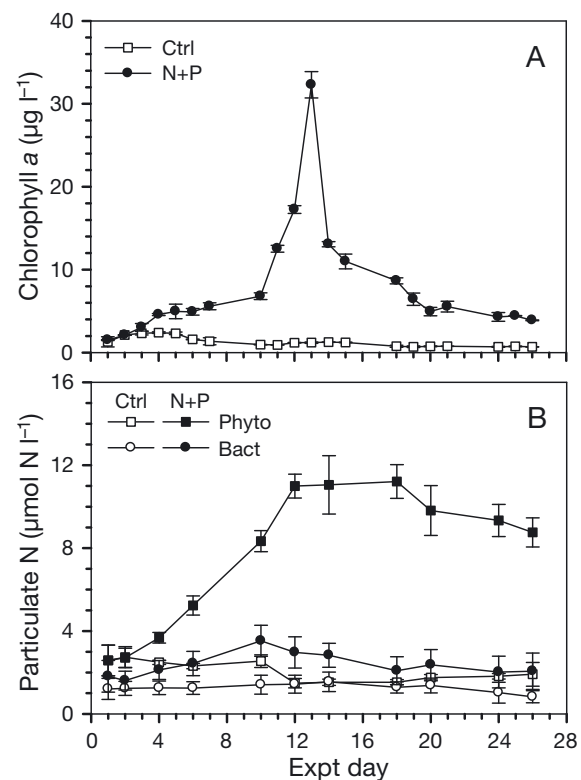 40
30
20
10
0
Chlorophyll a (µg l–1)
Ctrl
N+P
A
16
12
8
4
0
Particulate N (µmol N l–1)
Ctrl N+P
Phyto
Bact
B
0 4 8 12 16 20 24 28
Expt day